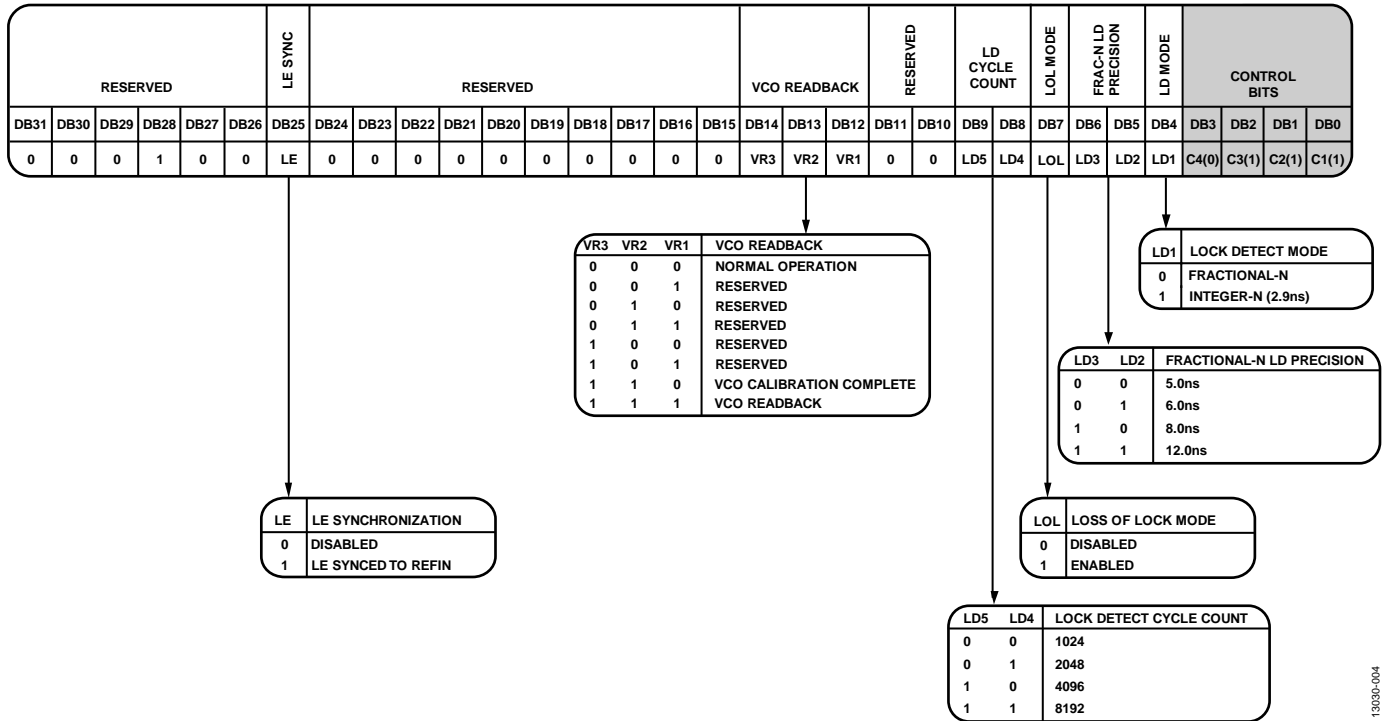 RESERVED LE SYNC RESERVED VCO READBACK RESERVED LD CYCLE COUNT LOL MODE FRAC-N LD PRECISION LD MODE CONTROL BITS
DB31 DB30 DB29 DB28 DB27 DB26 DB25 DB24 DB23 DB22 DB21 DB20 DB19 DB18 DB17 DB16 DB15 DB14 DB13 DB12 DB11 DB10 DB9 DB8 DB7 DB6 DB5 DB4 DB3 DB2 DB1 DB0
0 0 0 1 0 0 LE 0 0 0 0 0 0 0 0 0 0 VR3 VR2 VR1 0 0 LD5 LD4 LOL LD3 LD2 LD1 C4(0) C3(1) C2(1) C1(1)
VR3 VR2 VR1 VCO READBACK
0 0 0 NORMAL OPERATION
0 0 1 RESERVED
0 1 0 RESERVED
0 1 1 RESERVED
1 0 0 RESERVED
1 0 1 RESERVED
1 1 0 VCO CALIBRATION COMPLETE
1 1 1 VCO READBACK
LD1 LOCK DETECT MODE
0 FRACTIONAL-N
1 INTEGER-N (2.9ns)
LD3 LD2 FRACTIONAL-N LD PRECISION
0 0 5.0ns
0 1 6.0ns
1 0 8.0ns
1 1 12.0ns
LE LE SYNCHRONIZATION
0 DISABLED
1 LE SYNCED TO REFIN
LOL LOSS OF LOCK MODE
0 DISABLED
1 ENABLED
LD5 LD4 LOCK DETECT CYCLE COUNT
0 0 1024
0 1 2048
1 0 4096
1 1 8192
13030-004